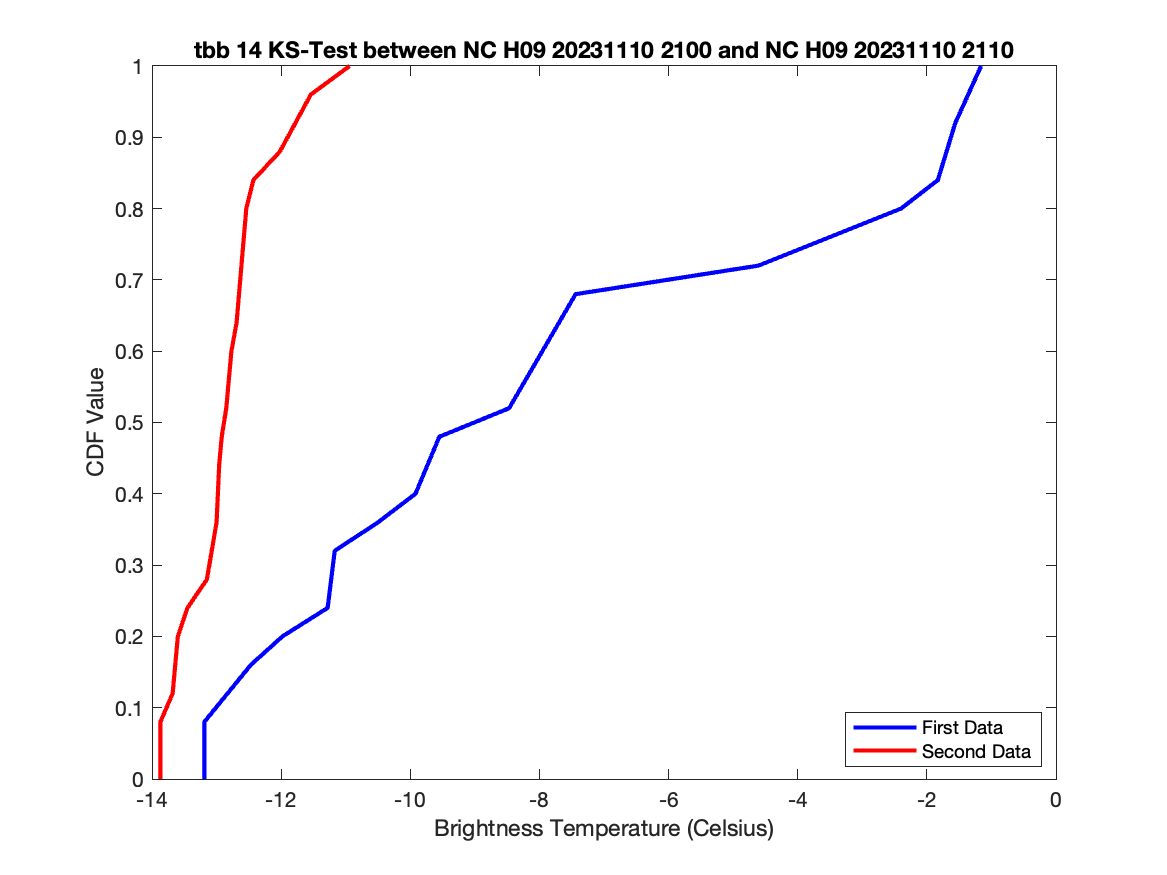 tbb 14 KS-Test between NC H09 20231110 2100 and NC H09 20231110 2110
1
0.9
0.8
0.7
0.6
0.5
0.4
0.3
0.2
0.1
0
CDF Value
-14 -12 -10 -8 -6 -4 -2 0
Brightness Temperature (Celsius)
First Data
Second Data